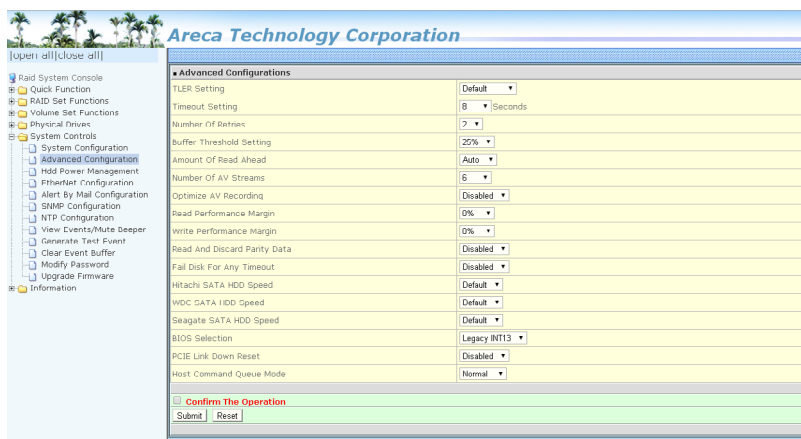 Areca Technology Corporation
|open all|close all|
Raid System Console
Quick Function
RAID Set Functions
Volume Set Functions
Physical Drives
System Controls
System Configuration
Advanced Configuration
Hdd Power Management
EtherNet Configuration
Alert By Mail Configuration
SNMP Configuration
NTP Configuration
View Events/Mute Beeper
Generate Test Event
Clear Event Buffer
Modify Password
Upgrade Firmware
Information
Advanced Configurations
TLER Setting Default
Timeout Setting 8 Seconds
Number Of Retries 2
Buffer Threshold Setting 25%
Amount Of Read Ahead Auto
Number Of AV Streams 6
Optimize AV Recording Disabled
Read Performance Margin 0%
Write Performance Margin 0%
Read And Discard Parity Data Disabled
Fail Disk For Any Timeout Disabled
Hitachi SATA HDD Speed Default
WDC SATA HDD Speed Default
Seagate SATA HDD Speed Default
BIOS Selection Legacy INT13
PCIE Link Down Reset Disabled
Host Command Queue Mode Normal
Confirm The Operation
Submit Reset